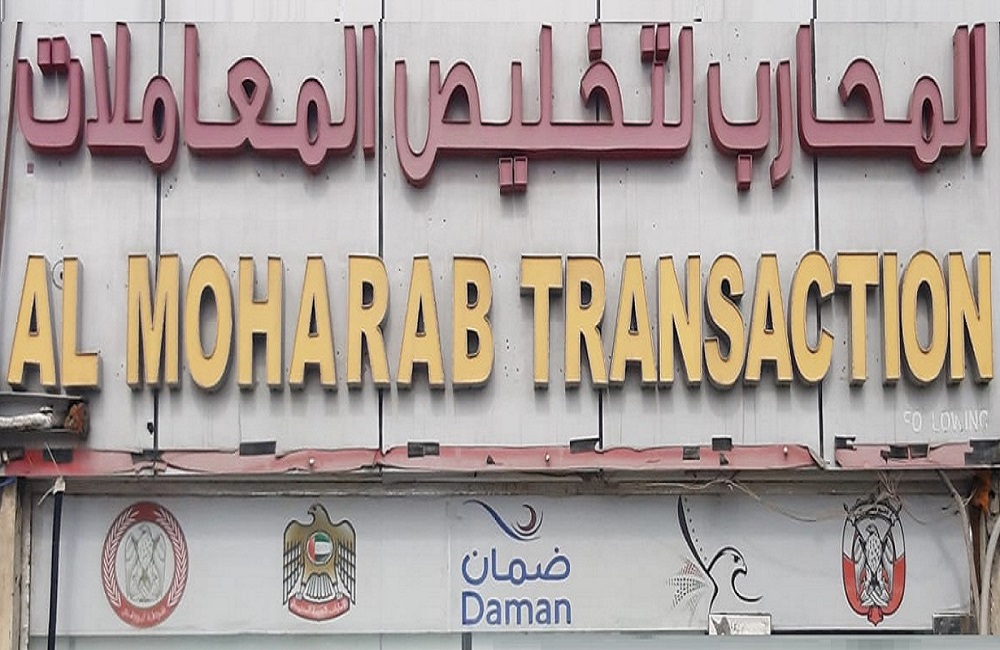 المحارب لتخليص المعاملات
AL MOHARAB TRANSACTION
FOLLOWING
ضمان
Daman